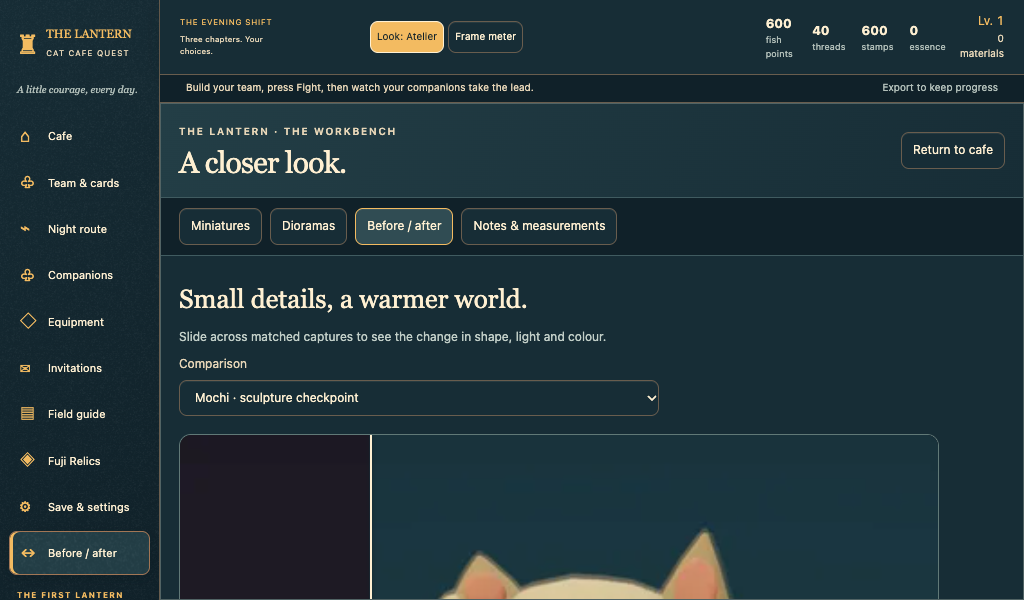 THE LANTERN
CAT CAFE QUEST
A little courage, every day.
Cafe
Team & cards
Night route
Companions
Equipment
Invitations
Field guide
Fuji Relics
Save & settings
Before / after
THE FIRST LANTERN
THE EVENING SHIFT
Three chapters. Your
choices.
Look: Atelier
Frame meter
600
fish
points
40
threads
600
stamps
0
essence
Lv. 1
0
materials
Build your team, press Fight, then watch your companions take the lead.
Export to keep progress
THE LANTERN · THE WORKBENCH
A closer look.
Return to cafe
Miniatures
Dioramas
Before / after
Notes & measurements
Small details, a warmer world.
Slide across matched captures to see the change in shape, light and colour.
Comparison
Mochi · sculpture checkpoint